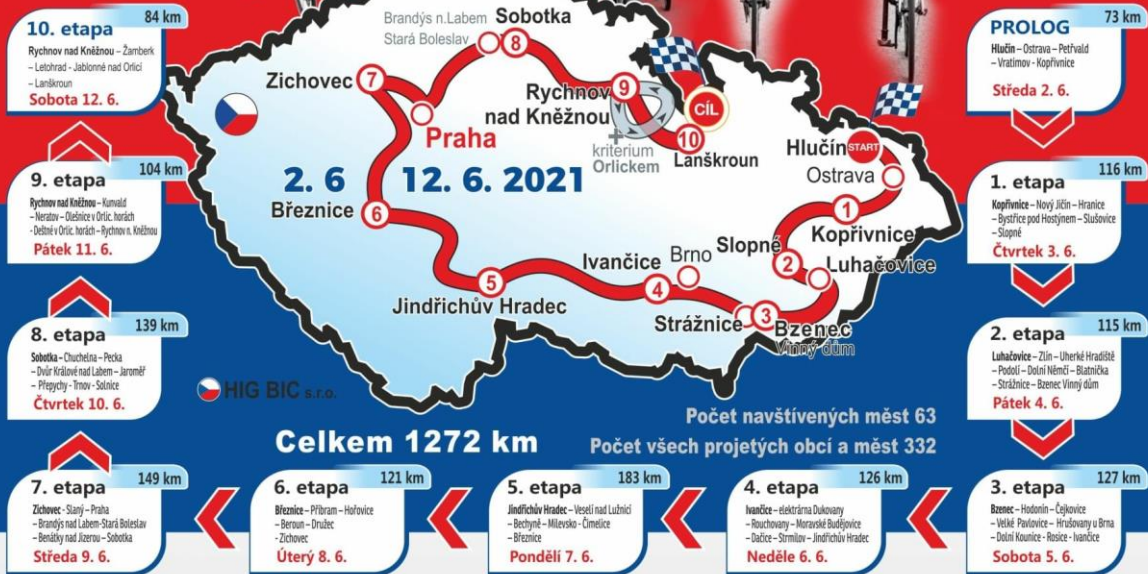 10. etapa
84 km
Rychnov nad Kněžnou – Žamberk
– Letohrad - Jablonné nad Orlicí
– Lanškroun
Sobota 12. 6.
9. etapa
104 km
Rychnov nad Kněžnou – Kunvald
– Neratov – Olešnice v Orlic. horách
- Deštné v Orlic. horách – Rychnov n. Kněžnou
Pátek 11. 6.
8. etapa
139 km
Sobotka – Chuchelna – Pecka
– Dvůr Králové nad Labem – Jaroměř
– Přepychy - Trnov - Solnice
Čtvrtek 10. 6.
7. etapa
149 km
Zichovec - Slaný – Praha
– Brandýs nad Labem-Stará Boleslav
– Benátky nad Jizerou – Sobotka
Středa 9. 6.
6. etapa
121 km
Březnice – Příbram – Hořovice
– Beroun – Družec
- Zichovec
Úterý 8. 6.
5. etapa
183 km
Jindřichův Hradec – Veselí nad Lužnicí
– Bechyně – Milevsko – Čimelice
– Březnice
Pondělí 7. 6.
4. etapa
126 km
Ivančice – elektrárna Dukovany
– Rouchovany – Moravské Budějovice
– Dačice – Strmilov – Jindřichův Hradec
Neděle 6. 6.
3. etapa
127 km
Bzenec – Hodonín – Čejkovice
– Velké Pavlovice – Hrušovany u Brna
– Dolní Kounice - Rosice - Ivančice
Sobota 5. 6.
2. etapa
115 km
Luhačovice – Zlín – Uherké Hradiště
– Podolí – Dolní Němčí – Blatnička
– Strážnice – Bzenec Vinný dům
Pátek 4. 6.
1. etapa
116 km
Kopřivnice – Nový Jičín – Hranice
– Bystřice pod Hostýnem – Slušovice
– Slopné
Čtvrtek 3. 6.
PROLOG
73 km
Hlučín – Ostrava – Petřvald
– Vratimov - Kopřivnice
Středa 2. 6.
Brandýs n.Labem
Stará Boleslav
Sobotka
8
Zichovec
7
Praha
Rychnov
nad Kněžnou
9
CÍL
10
kriterium
Orlickem
Lanškroun
Hlučín
START
Ostrava
2. 6
12. 6. 2021
Březnice
6
1
Kopřivnice
Slopné
2
Luhačovice
Brno
Ivančice
4
5
Jindřichův Hradec
Strážnice
3
Bzenec
Vinný dům
HIG BIC s.r.o.
Celkem 1272 km
Počet navštívených měst 63
Počet všech projetých obcí a měst 332